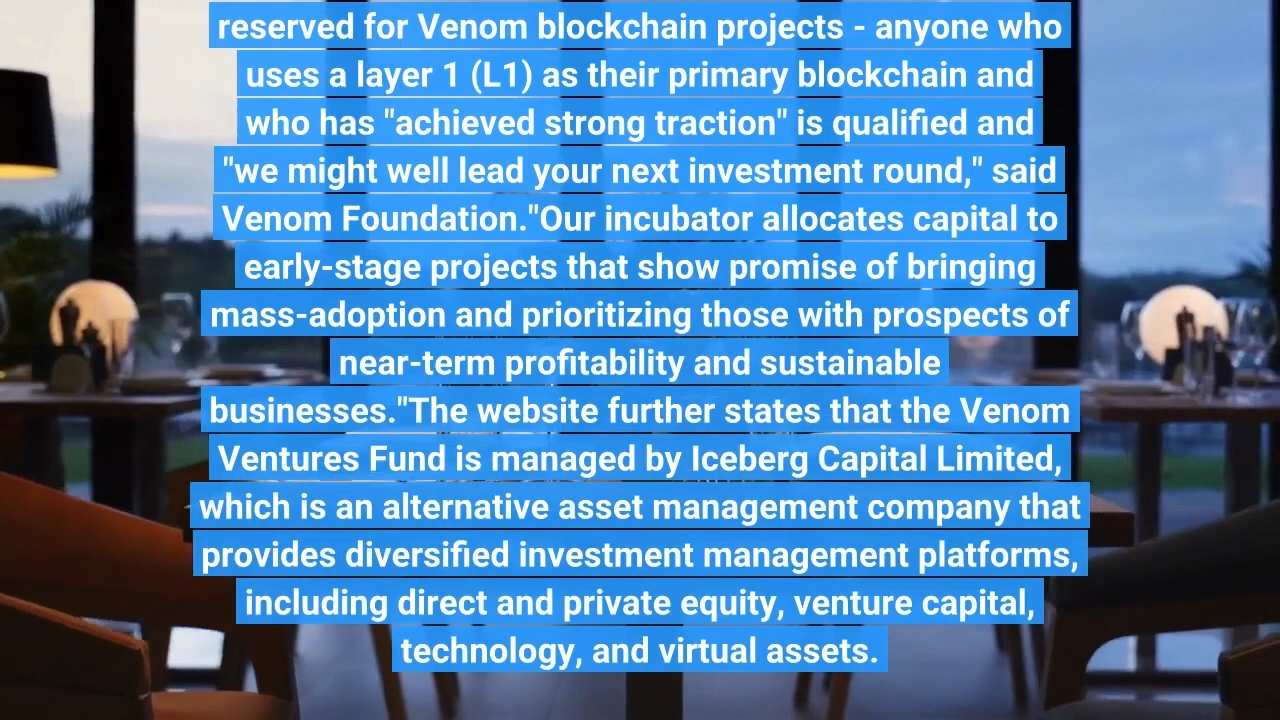 reserved for Venom blockchain projects - anyone who
uses a layer 1 (L1) as their primary blockchain and
who has "achieved strong traction" is qualified and
"we might well lead your next investment round," said
Venom Foundation."Our incubator allocates capital to
early-stage projects that show promise of bringing
mass-adoption and prioritizing those with prospects of
near-term profitability and sustainable
businesses."The website further states that the Venom
Ventures Fund is managed by Iceberg Capital Limited,
which is an alternative asset management company that
provides diversified investment management platforms,
including direct and private equity, venture capital,
technology, and virtual assets.